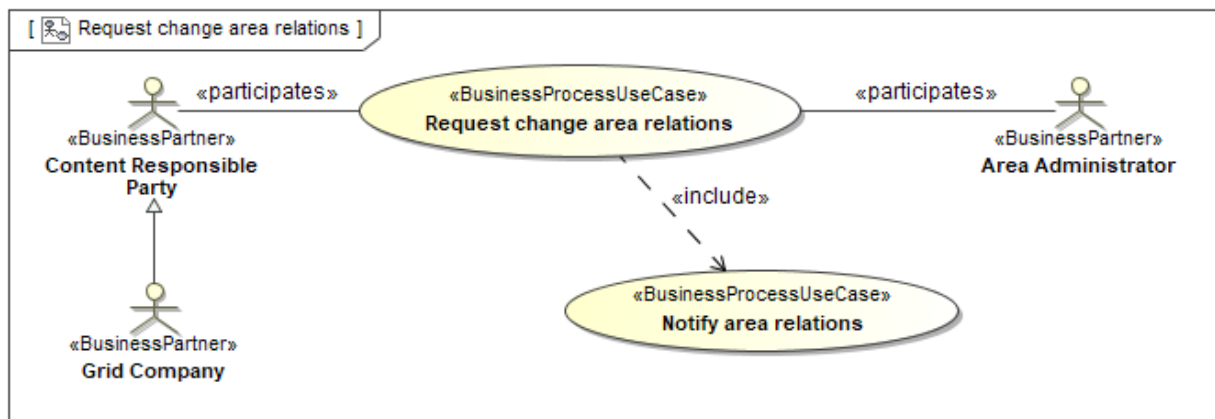 [ Request change area relations ]
«participates»
«BusinessProcessUseCase»
Request change area relations
«participates»
«BusinessPartner»
Content Responsible
Party
«BusinessPartner»
Area Administrator
«include»
«BusinessProcessUseCase»
Notify area relations
«BusinessPartner»
Grid Company